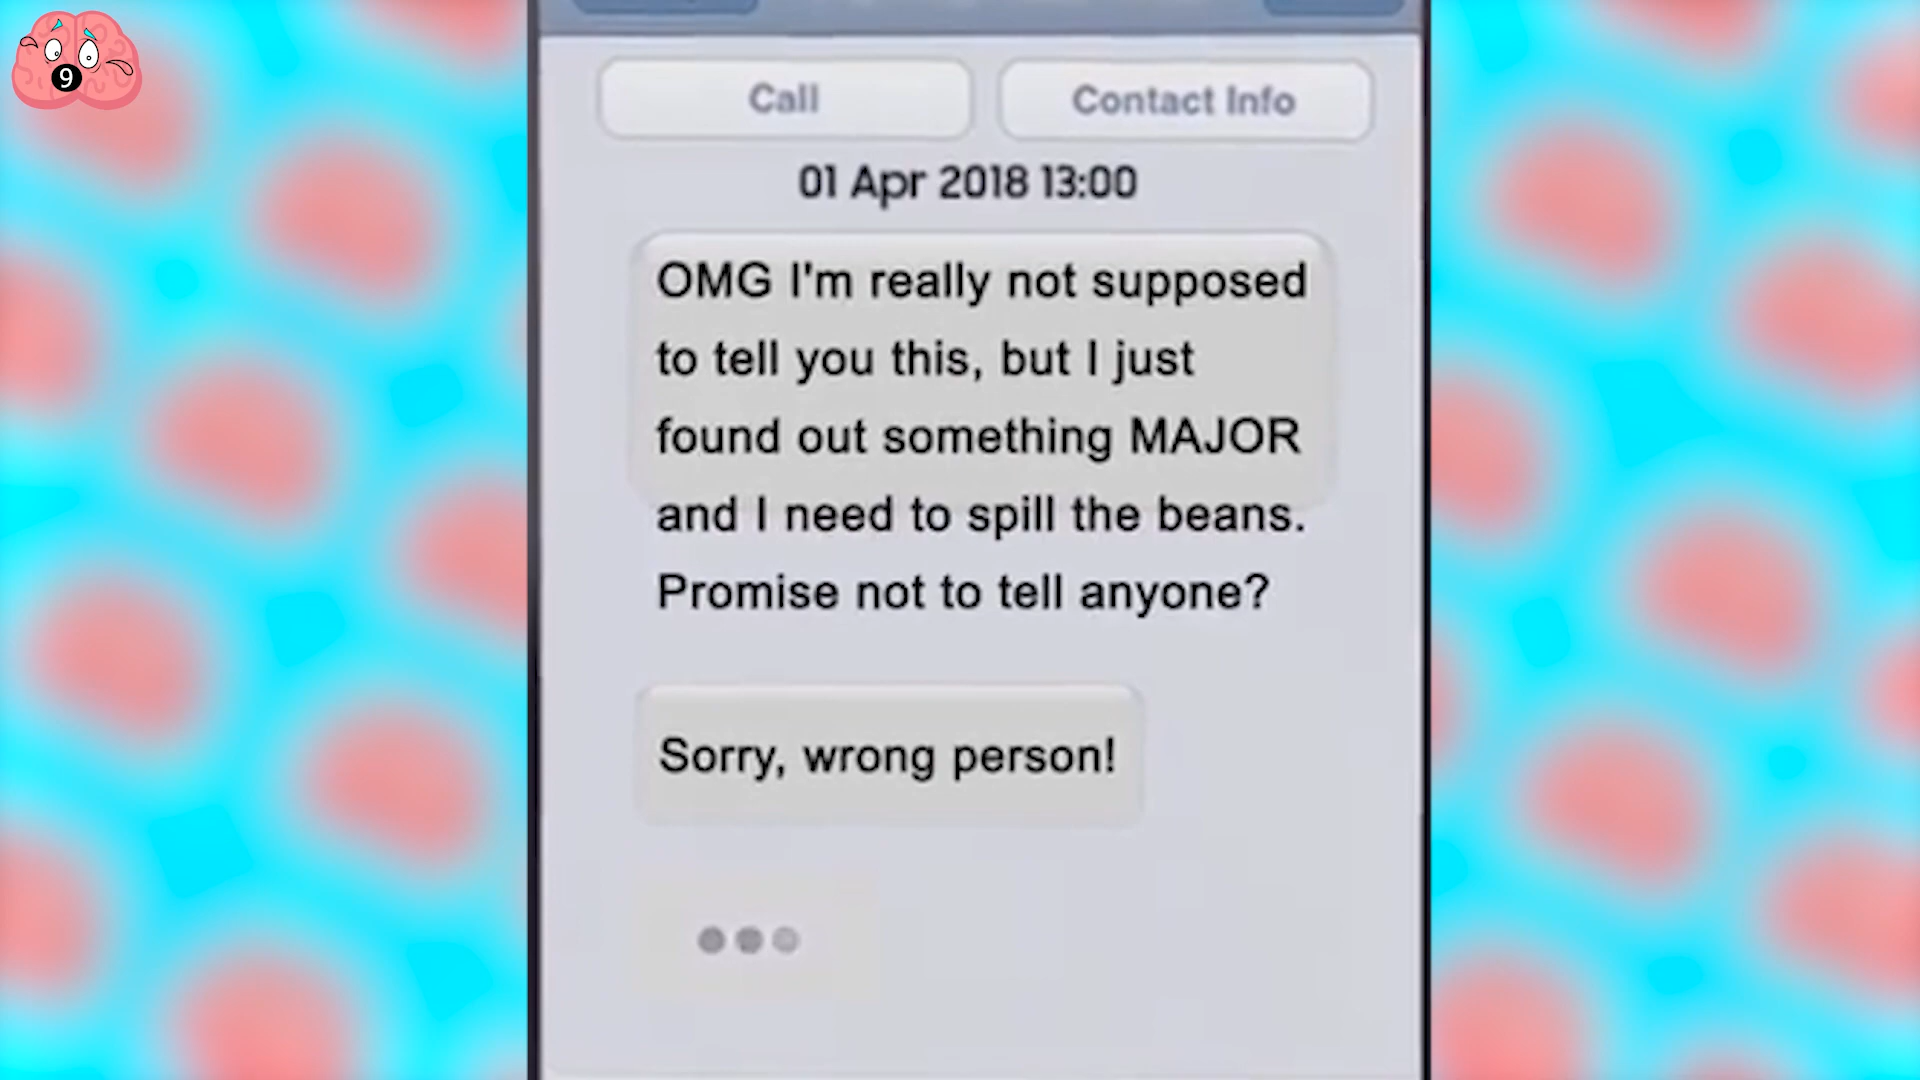 9
Call
Contact Info
01 Apr 2018 13:00
OMG I'm really not supposed
to tell you this, but I just
found out something MAJOR
and I need to spill the beans.
Promise not to tell anyone?
Sorry, wrong person!